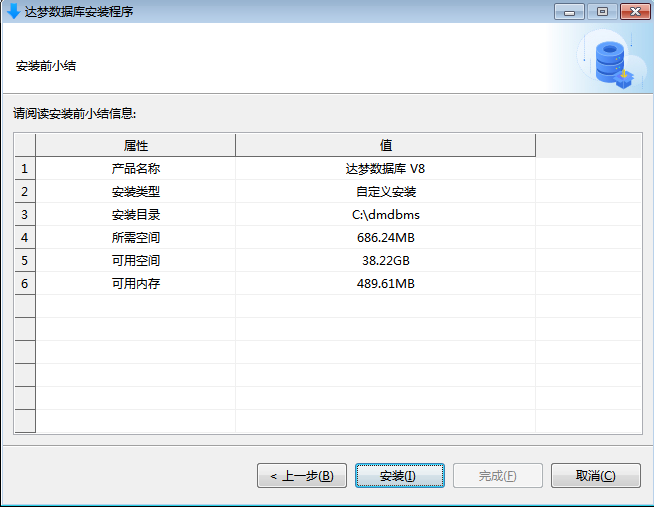 达梦数据库安装程序
安装前小结
请阅读安装前小结信息:
属性 值
1 产品名称 达梦数据库 V8
2 安装类型 自定义安装
3 安装目录 C:\dmdbms
4 所需空间 686.24MB
5 可用空间 38.22GB
6 可用内存 489.61MB
< 上一步(B) 安装(I) 完成(F) 取消(C)